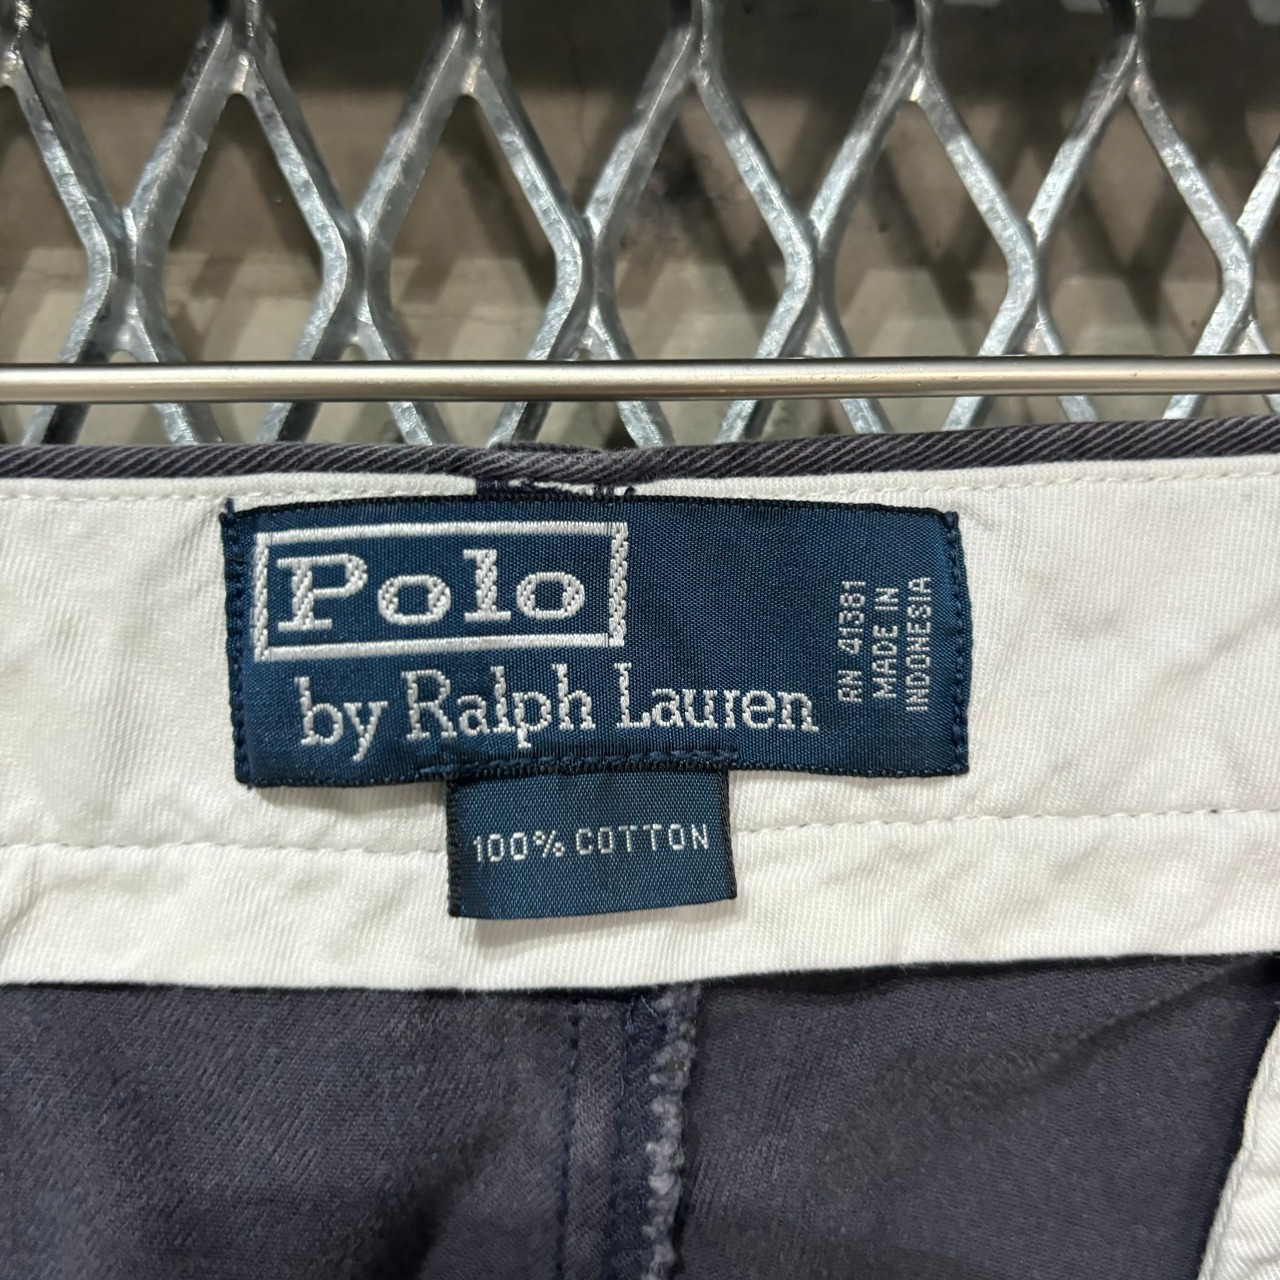 Polo
by Ralph Lauren
RN 41381
MADE IN
INDONESIA
100% COTTON